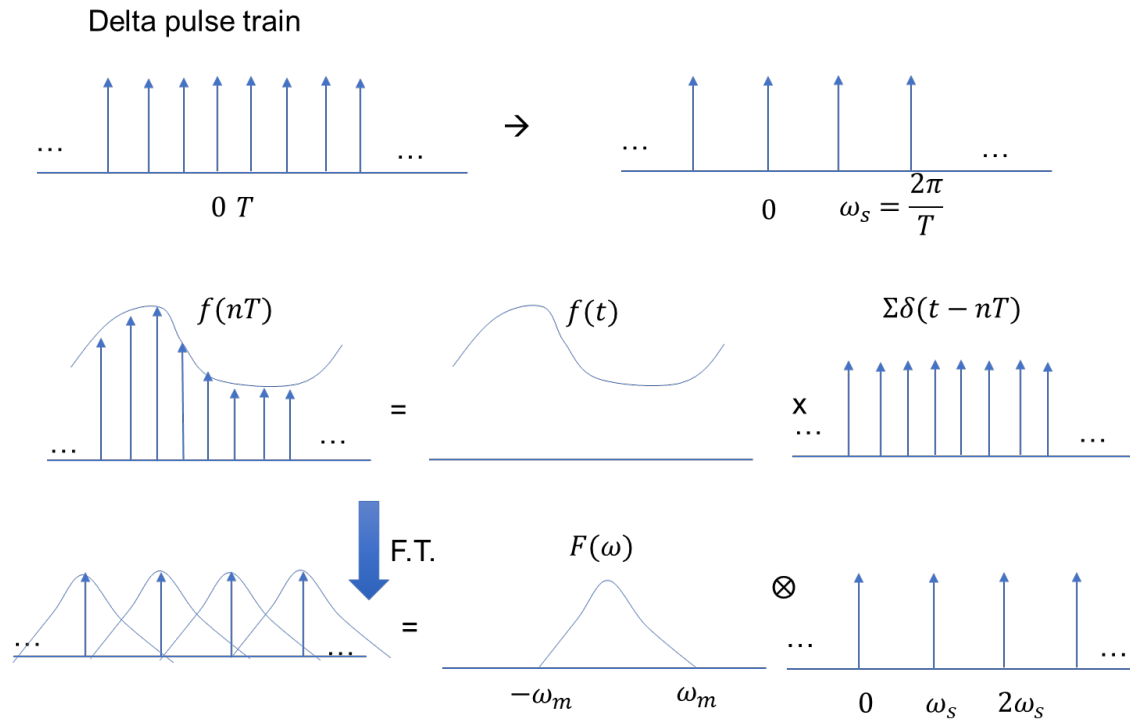 Delta pulse train
... ... → ... ...
0 T 0 ω_s = 2π/T
f(nT) f(t) Σδ(t − nT)
... ... = x ... ...
F.T. F(ω) ⊗
... ... = ... ...
−ω_m ω_m 0 ω_s 2ω_s